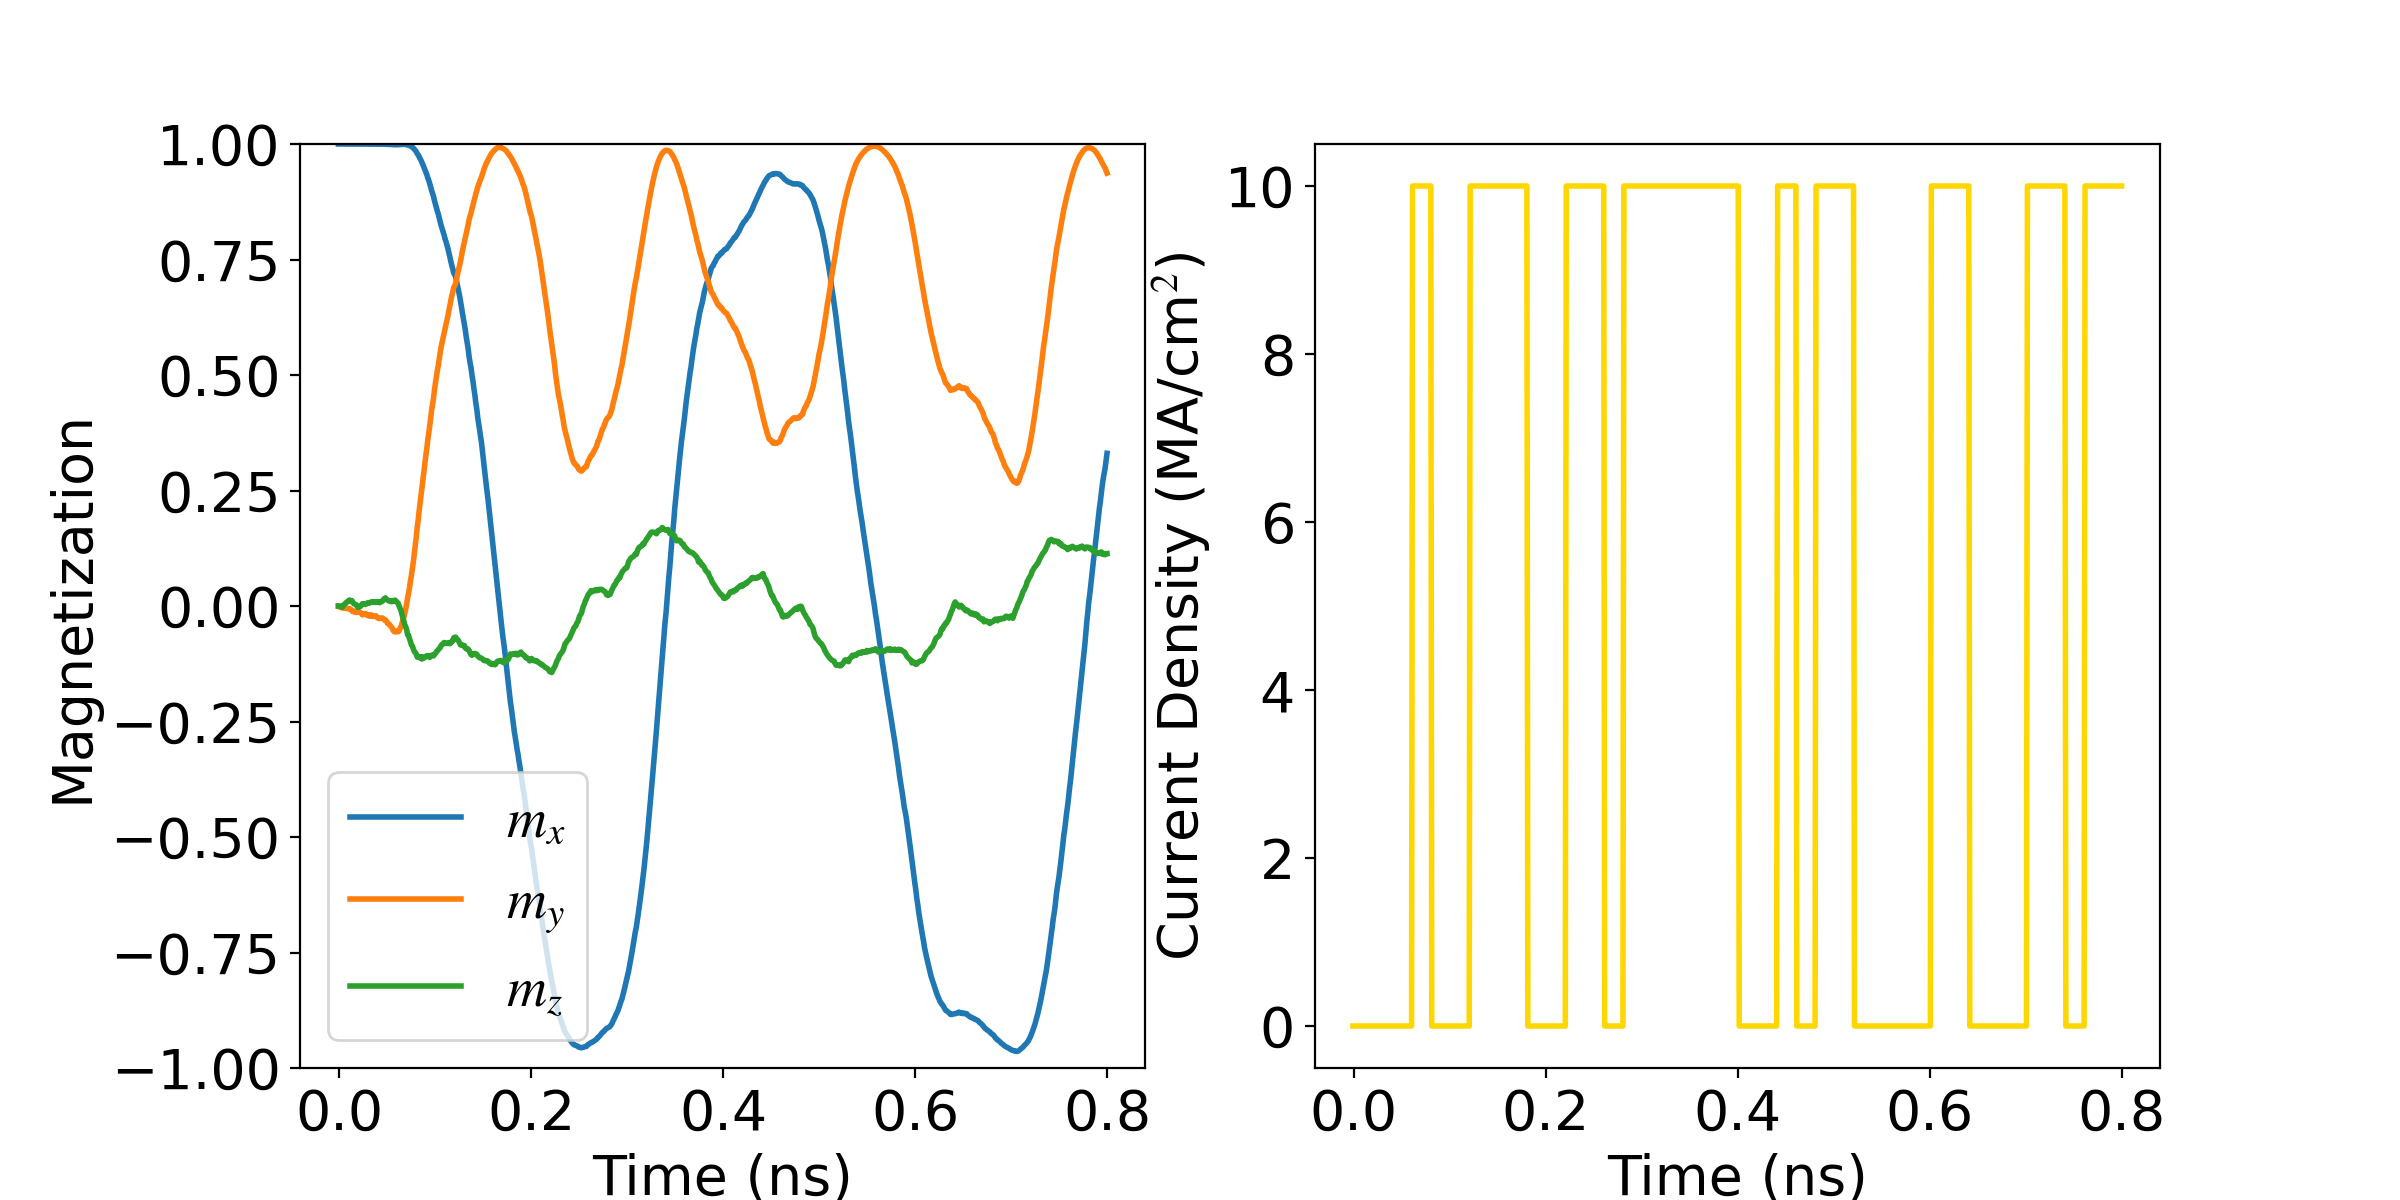 Magnetization
1.00
0.75
0.50
0.25
0.00
−0.25
−0.50
−0.75
−1.00
m_x
m_y
m_z
0.0 0.2 0.4 0.6 0.8
Time (ns)
Current Density (MA/cm²)
10
8
6
4
2
0
0.0 0.2 0.4 0.6 0.8
Time (ns)